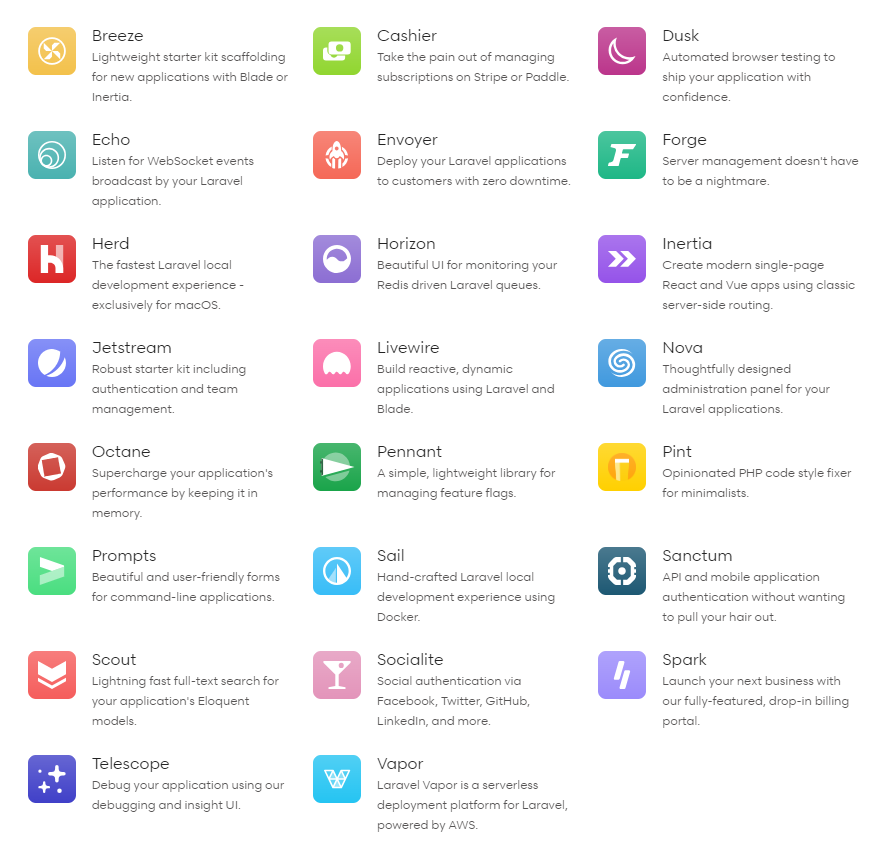 Breeze
Lightweight starter kit scaffolding
for new applications with Blade or
Inertia.
Cashier
Take the pain out of managing
subscriptions on Stripe or Paddle.
Dusk
Automated browser testing to
ship your application with
confidence.
Echo
Listen for WebSocket events
broadcast by your Laravel
application.
Envoyer
Deploy your Laravel applications
to customers with zero downtime.
Forge
Server management doesn't have
to be a nightmare.
Herd
The fastest Laravel local
development experience -
exclusively for macOS.
Horizon
Beautiful UI for monitoring your
Redis driven Laravel queues.
Inertia
Create modern single-page
React and Vue apps using classic
server-side routing.
Jetstream
Robust starter kit including
authentication and team
management.
Livewire
Build reactive, dynamic
applications using Laravel and
Blade.
Nova
Thoughtfully designed
administration panel for your
Laravel applications.
Octane
Supercharge your application's
performance by keeping it in
memory.
Pennant
A simple, lightweight library for
managing feature flags.
Pint
Opinionated PHP code style fixer
for minimalists.
Prompts
Beautiful and user-friendly forms
for command-line applications.
Sail
Hand-crafted Laravel local
development experience using
Docker.
Sanctum
API and mobile application
authentication without wanting
to pull your hair out.
Scout
Lightning fast full-text search for
your application's Eloquent
models.
Socialite
Social authentication via
Facebook, Twitter, GitHub,
LinkedIn, and more.
Spark
Launch your next business with
our fully-featured, drop-in billing
portal.
Telescope
Debug your application using our
debugging and insight UI.
Vapor
Laravel Vapor is a serverless
deployment platform for Laravel,
powered by AWS.